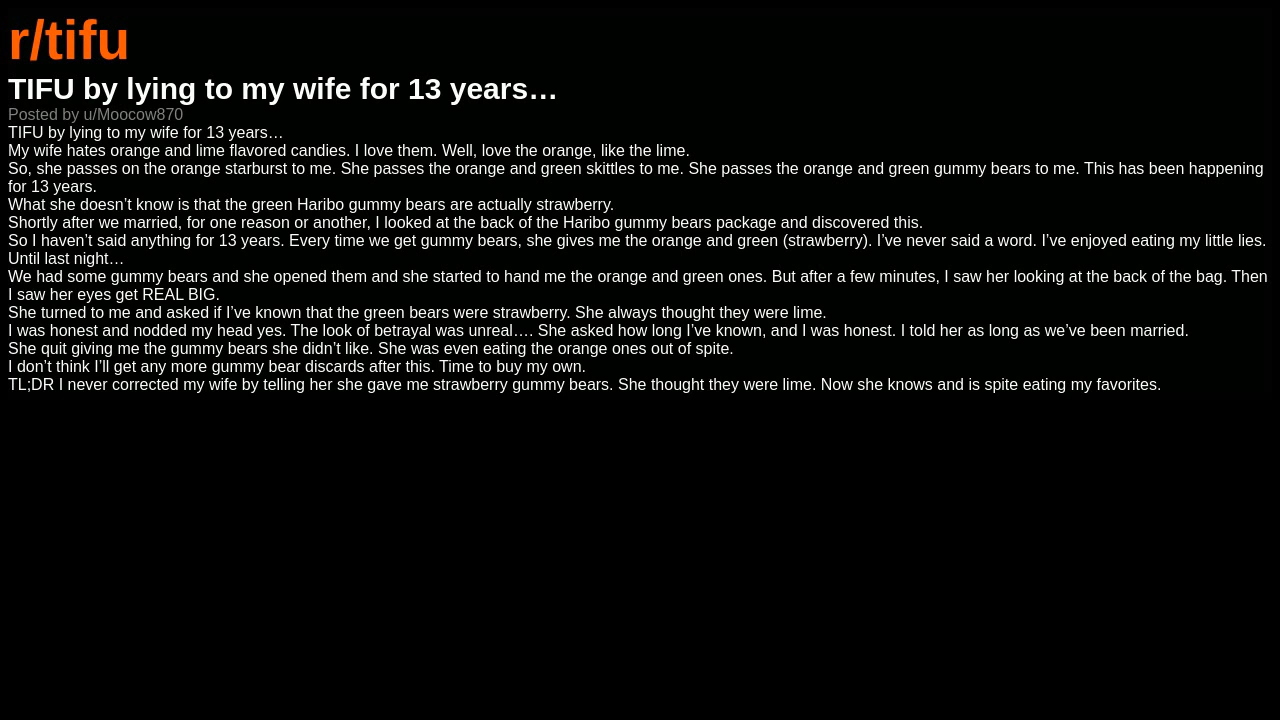 r/tifu
TIFU by lying to my wife for 13 years…
Posted by u/Moocow870
TIFU by lying to my wife for 13 years…
My wife hates orange and lime flavored candies. I love them. Well, love the orange, like the lime.
So, she passes on the orange starburst to me. She passes the orange and green skittles to me. She passes the orange and green gummy bears to me. This has been happening
for 13 years.
What she doesn’t know is that the green Haribo gummy bears are actually strawberry.
Shortly after we married, for one reason or another, I looked at the back of the Haribo gummy bears package and discovered this.
So I haven’t said anything for 13 years. Every time we get gummy bears, she gives me the orange and green (strawberry). I’ve never said a word. I’ve enjoyed eating my little lies.
Until last night…
We had some gummy bears and she opened them and she started to hand me the orange and green ones. But after a few minutes, I saw her looking at the back of the bag. Then
I saw her eyes get REAL BIG.
She turned to me and asked if I’ve known that the green bears were strawberry. She always thought they were lime.
I was honest and nodded my head yes. The look of betrayal was unreal…. She asked how long I’ve known, and I was honest. I told her as long as we’ve been married.
She quit giving me the gummy bears she didn’t like. She was even eating the orange ones out of spite.
I don’t think I’ll get any more gummy bear discards after this. Time to buy my own.
TL;DR I never corrected my wife by telling her she gave me strawberry gummy bears. She thought they were lime. Now she knows and is spite eating my favorites.